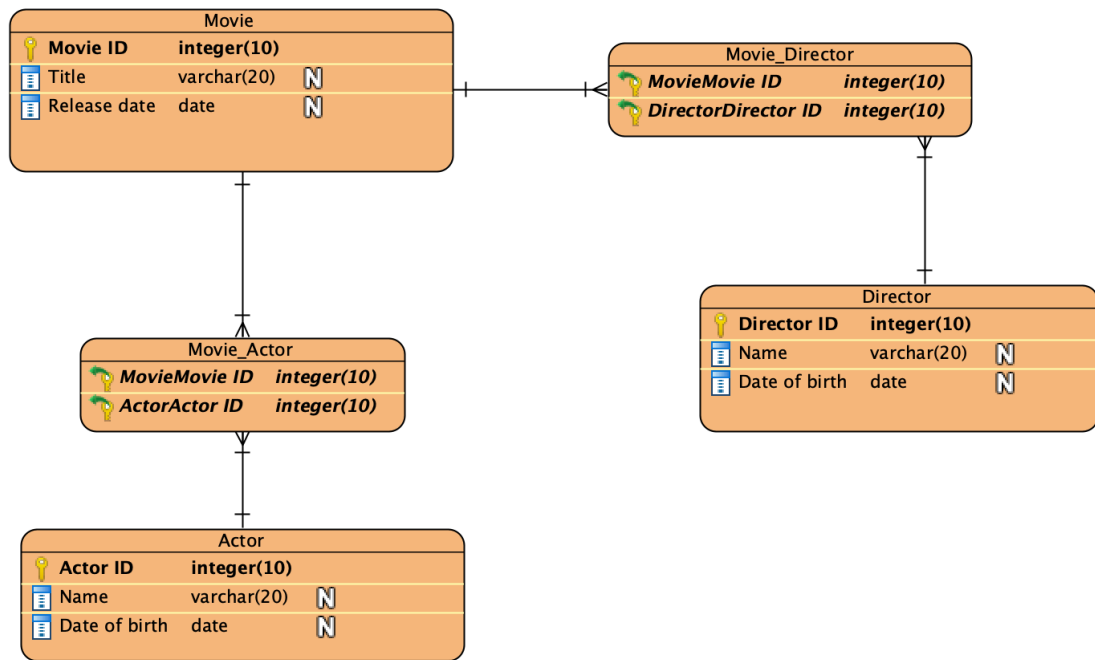 Movie
Movie ID integer(10)
Title varchar(20) N
Release date date N
Movie_Director
MovieMovie ID integer(10)
DirectorDirector ID integer(10)
Director
Director ID integer(10)
Name varchar(20) N
Date of birth date N
Movie_Actor
MovieMovie ID integer(10)
ActorActor ID integer(10)
Actor
Actor ID integer(10)
Name varchar(20) N
Date of birth date N